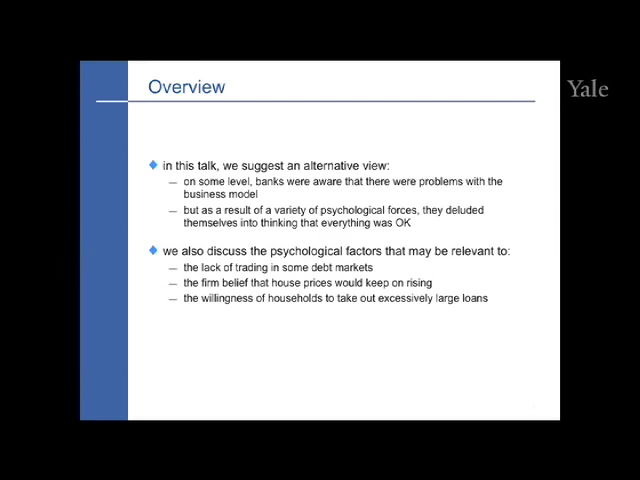 Overview
Yale
in this talk, we suggest an alternative view:
— on some level, banks were aware that there were problems with the
business model
— but as a result of a variety of psychological forces, they deluded
themselves into thinking that everything was OK
we also discuss the psychological factors that may be relevant to:
— the lack of trading in some debt markets
— the firm belief that house prices would keep on rising
— the willingness of households to take out excessively large loans